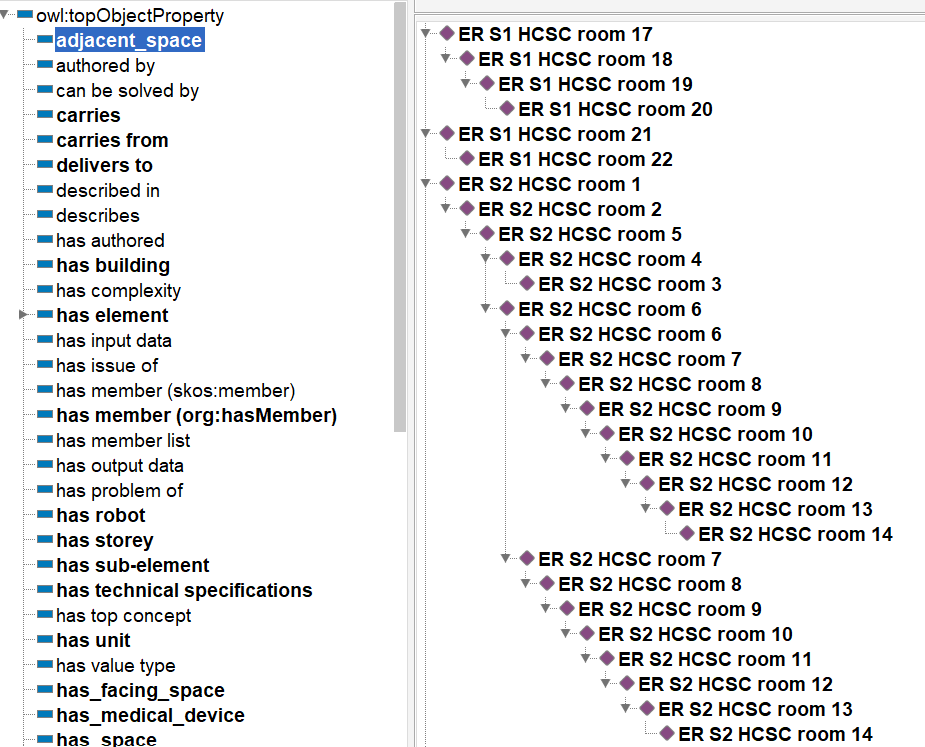 owl:topObjectProperty
adjacent_space
authored by
can be solved by
carries
carries from
delivers to
described in
describes
has authored
has building
has complexity
has element
has input data
has issue of
has member (skos:member)
has member (org:hasMember)
has member list
has output data
has problem of
has robot
has storey
has sub-element
has technical specifications
has top concept
has unit
has value type
has_facing_space
has_medical_device
has_space
ER S1 HCSC room 17
ER S1 HCSC room 18
ER S1 HCSC room 19
ER S1 HCSC room 20
ER S1 HCSC room 21
ER S1 HCSC room 22
ER S2 HCSC room 1
ER S2 HCSC room 2
ER S2 HCSC room 5
ER S2 HCSC room 4
ER S2 HCSC room 3
ER S2 HCSC room 6
ER S2 HCSC room 6
ER S2 HCSC room 7
ER S2 HCSC room 8
ER S2 HCSC room 9
ER S2 HCSC room 10
ER S2 HCSC room 11
ER S2 HCSC room 12
ER S2 HCSC room 13
ER S2 HCSC room 14
ER S2 HCSC room 7
ER S2 HCSC room 8
ER S2 HCSC room 9
ER S2 HCSC room 10
ER S2 HCSC room 11
ER S2 HCSC room 12
ER S2 HCSC room 13
ER S2 HCSC room 14